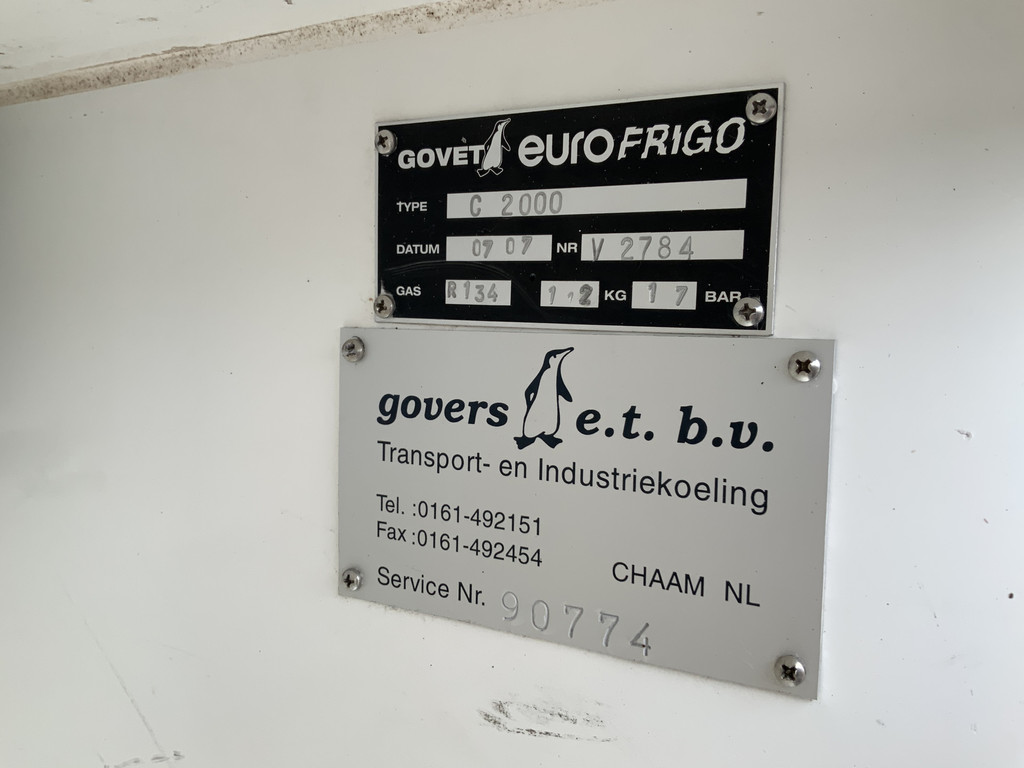 GOVET euroFRIGO
TYPE C 2000
DATUM 07 07 NR V 2784
GAS R134 1,2 KG 17 BAR
govers e.t. b.v.
Transport- en Industriekoeling
Tel. :0161-492151
Fax :0161-492454
CHAAM NL
Service Nr. 90774